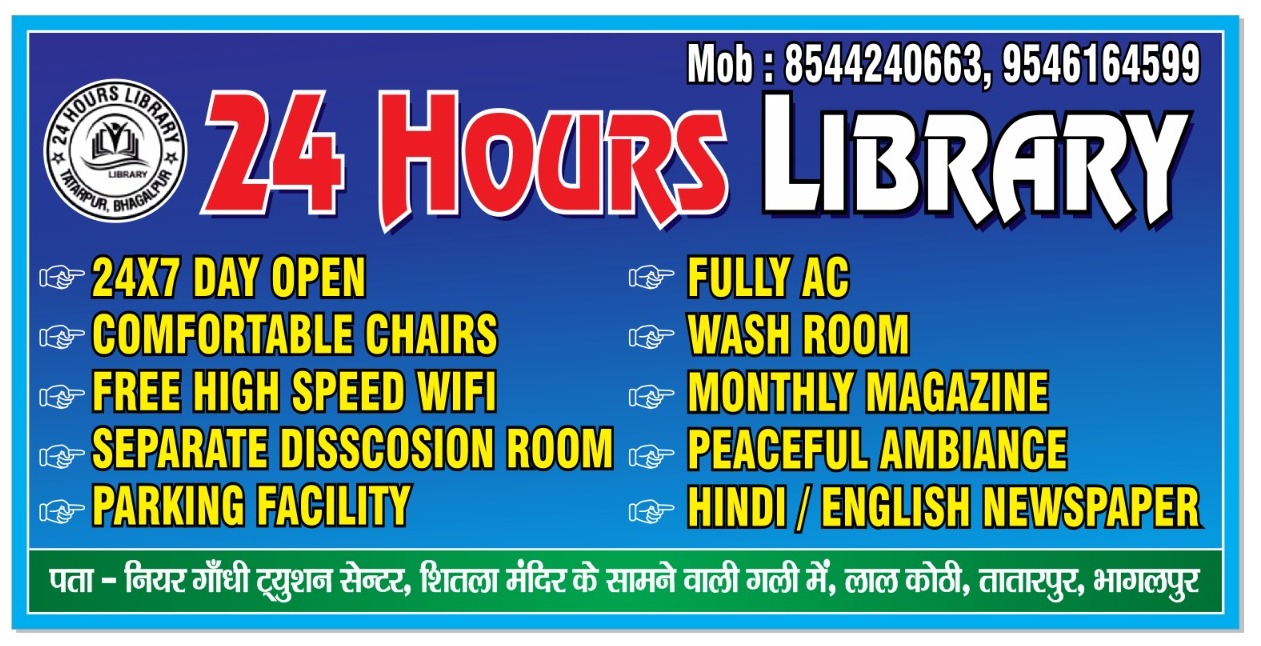 Mob : 8544240663, 9546164599
24 HOURS LIBRARY
LIBRARY
TATARPUR, BHAGALPUR
24 HOURS LIBRARY
24X7 DAY OPEN
COMFORTABLE CHAIRS
FREE HIGH SPEED WIFI
SEPARATE DISSCOSION ROOM
PARKING FACILITY
FULLY AC
WASH ROOM
MONTHLY MAGAZINE
PEACEFUL AMBIANCE
HINDI / ENGLISH NEWSPAPER
पता - नियर गाँधी ट्युशन सेन्टर, शितला मंदिर के सामने वाली गली में, लाल कोठी, तातारपुर, भागलपुर